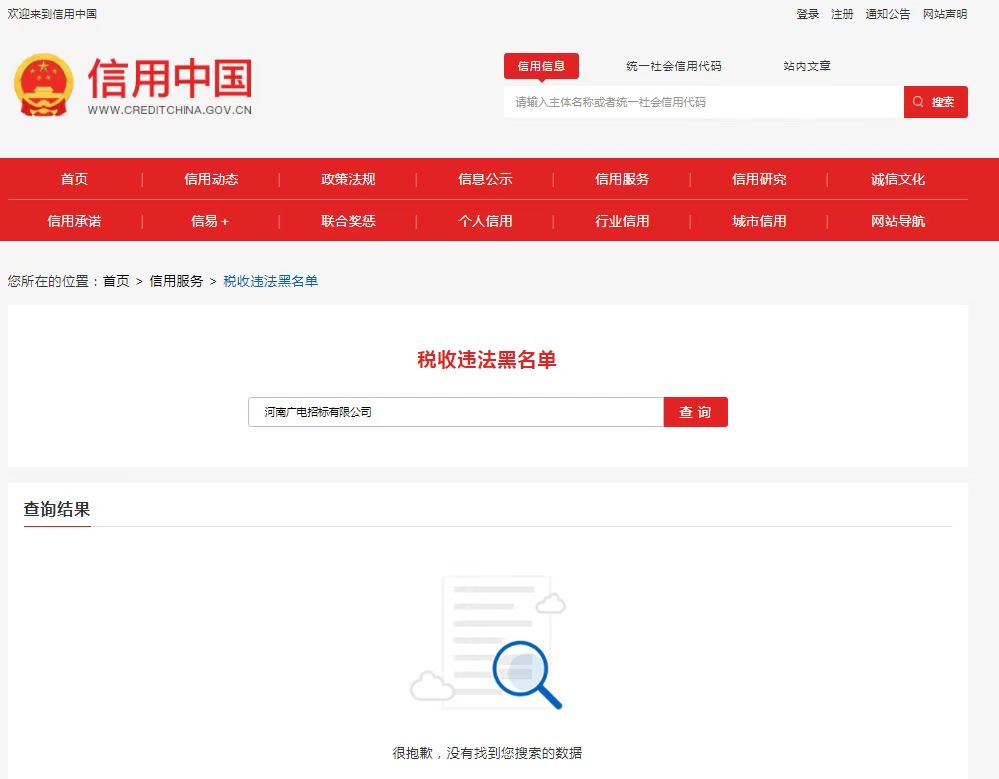 欢迎来到信用中国
登录 注册 通知公告 网站声明
信用中国
WWW.CREDITCHINA.GOV.CN
信用信息 统一社会信用代码 站内文章
请输入主体名称或者统一社会信用代码 搜索
首页 | 信用动态 | 政策法规 | 信息公示 | 信用服务 | 信用研究 | 诚信文化
信用承诺 | 信易+ | 联合奖惩 | 个人信用 | 行业信用 | 城市信用 | 网站导航
您所在的位置：首页 > 信用服务 > 税收违法黑名单
税收违法黑名单
河南广电招标有限公司 查询
查询结果
很抱歉，没有找到您搜索的数据